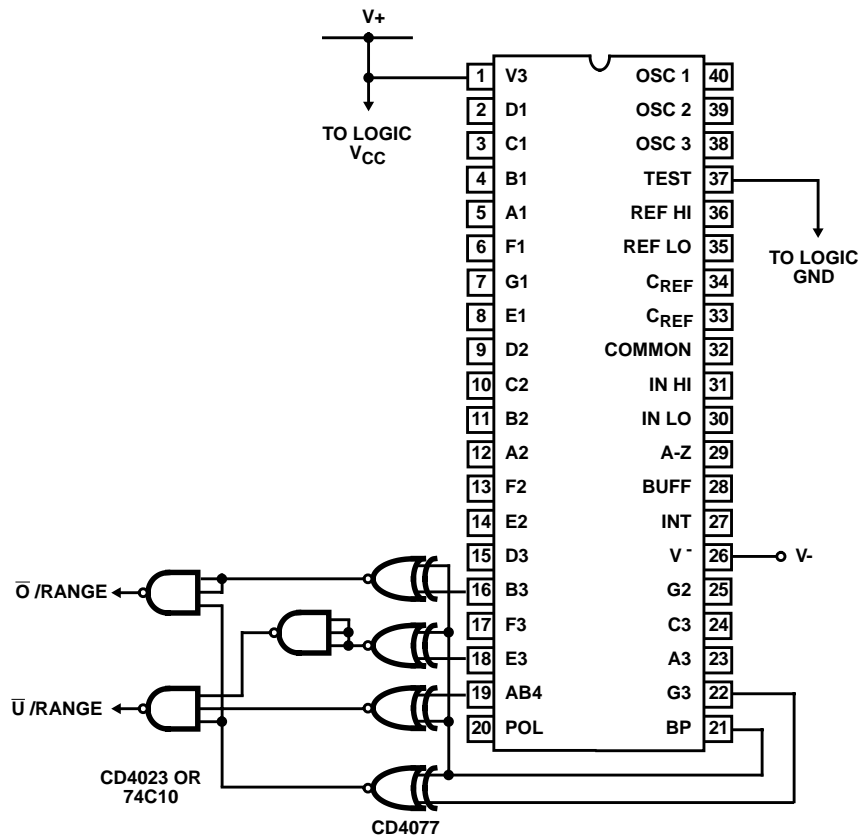 V+
TO LOGIC
VCC
1 V3 OSC 1 40
2 D1 OSC 2 39
3 C1 OSC 3 38
4 B1 TEST 37
5 A1 REF HI 36
6 F1 REF LO 35
7 G1 CREF 34
8 E1 CREF 33
9 D2 COMMON 32
10 C2 IN HI 31
11 B2 IN LO 30
12 A2 A-Z 29
13 F2 BUFF 28
14 E2 INT 27
15 D3 V - 26 V-
16 B3 G2 25
17 F3 C3 24
18 E3 A3 23
19 AB4 G3 22
20 POL BP 21
TO LOGIC
GND
O̅ /RANGE
U̅ /RANGE
CD4023 OR
74C10
CD4077